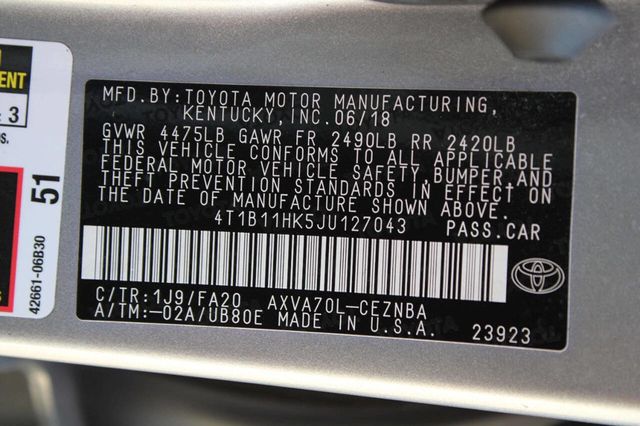 MENT
3
NS.
51
42661-06B30
MFD.BY:TOYOTA MOTOR MANUFACTURING,
KENTUCKY, INC.06/18
GVWR 4475LB GAWR FR 2490LB RR 2420LB
THIS VEHICLE CONFORMS TO ALL APPLICABLE
FEDERAL MOTOR VEHICLE SAFETY BUMPER AND
THEFT PREVENTION STANDARDS IN EFFECT ON
THE DATE OF MANUFACTURE SHOWN ABOVE.
4T1B11HK5JU127043 PASS.CAR
C/TR:1J9/FA20 AXVA70L-CEZNBA
A/TM:-02A/UB80E MADE IN U.S.A.
23923